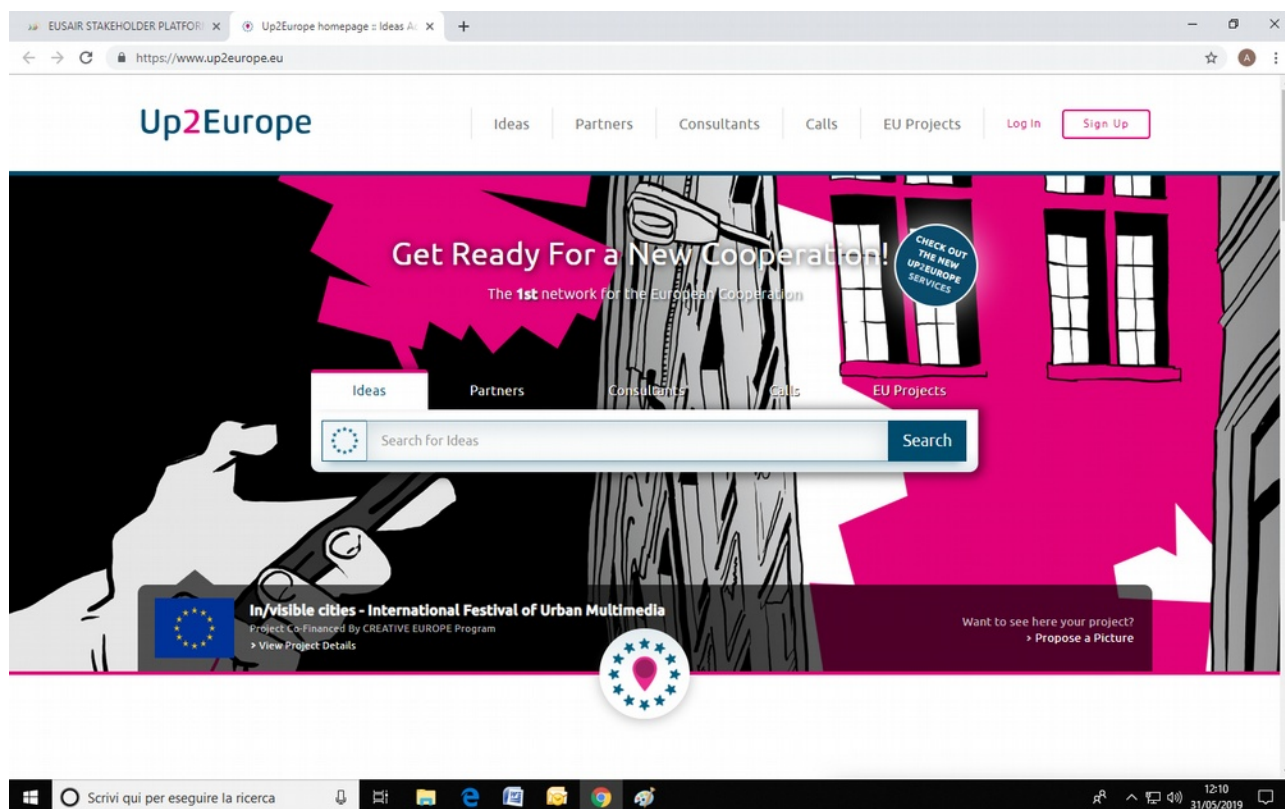 EUSAIR STAKEHOLDER PLATFOR
Up2Europe homepage :: Ideas Ac
https://www.up2europe.eu
A
Up2Europe
Ideas
Partners
Consultants
Calls
EU Projects
Log In
Sign Up
Get Ready For a New Cooperation!
The 1st network for the European Cooperation
CHECK OUT
THE NEW
UP2EUROPE
SERVICES
Ideas
Partners
Consultants
Calls
EU Projects
Search for Ideas
Search
In/visible cities - International Festival of Urban Multimedia
Project Co-Financed By CREATIVE EUROPE Program
> View Project Details
Want to see here your project?
> Propose a Picture
Scrivi qui per eseguire la ricerca
12:10
31/05/2019